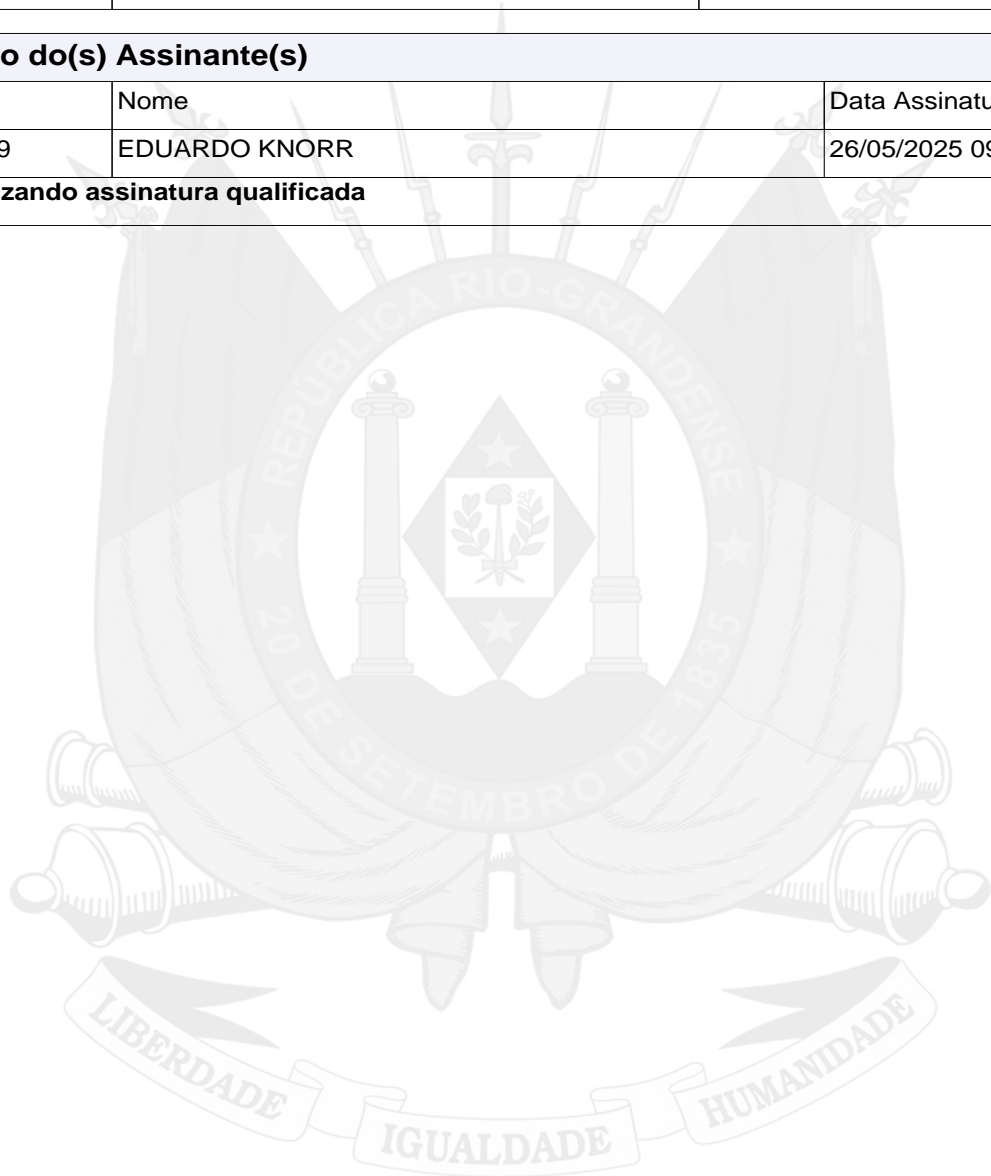 o do(s) Assinante(s)
Nome Data Assinatu
9 EDUARDO KNORR 26/05/2025 09
zando assinatura qualificada
REPÚBLICA RIO-GRANDENSE
20 DE SETEMBRO DE 1835
LIBERDADE IGUALDADE HUMANIDADE